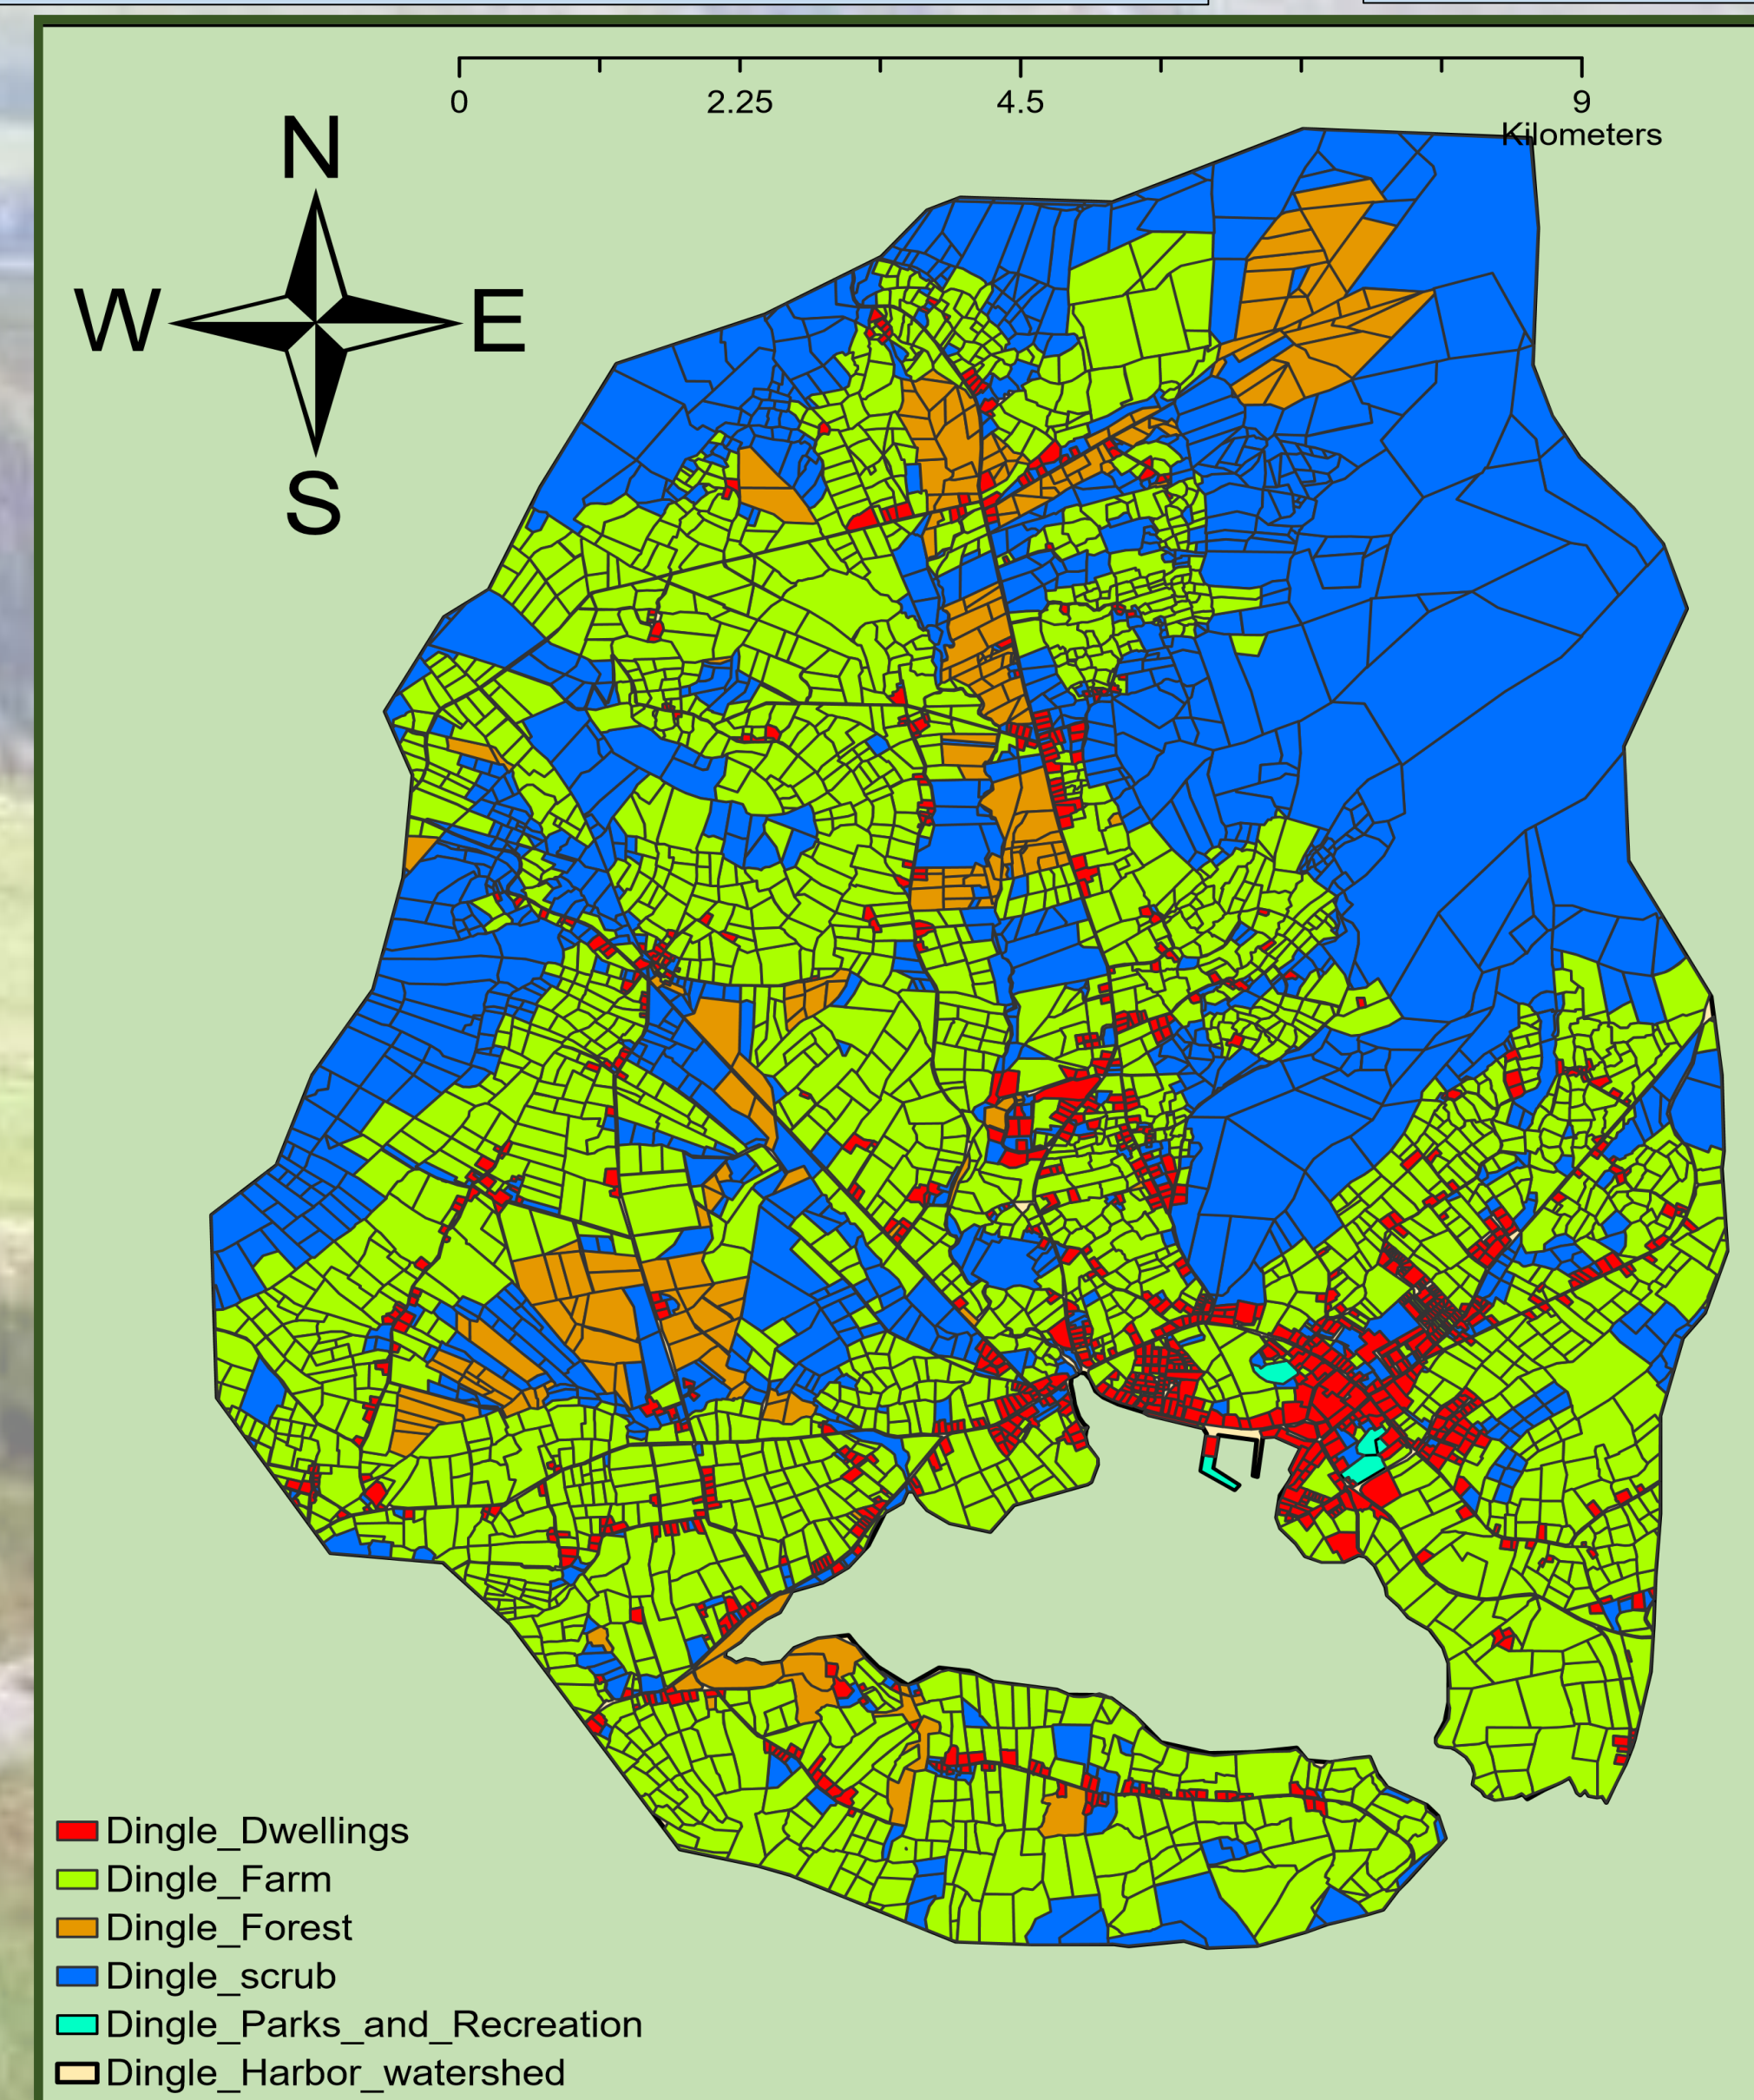 0 2.25 4.5 9
Kilometers
N
W E
S
Dingle_Dwellings
Dingle_Farm
Dingle_Forest
Dingle_scrub
Dingle_Parks_and_Recreation
Dingle_Harbor_watershed